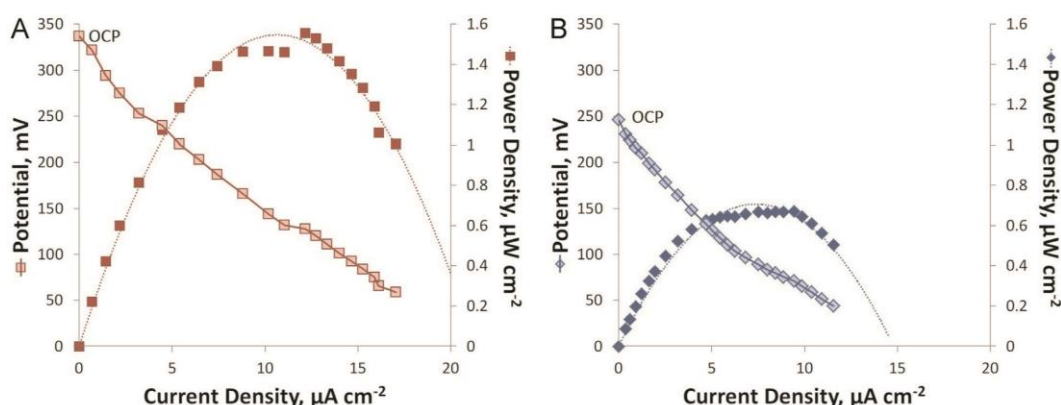 A
350
300
250
200
150
100
50
0
Potential, mV
OCP
1.6
1.4
1.2
1
0.8
0.6
0.4
0.2
0
Power Density, µW cm-2
0 5 10 15 20
Current Density, µA cm-2
B
350
300
250
200
150
100
50
0
Potential, mV
OCP
1.6
1.4
1.2
1
0.8
0.6
0.4
0.2
0
Power Density, µW cm-2
0 5 10 15 20
Current Density, µA cm-2